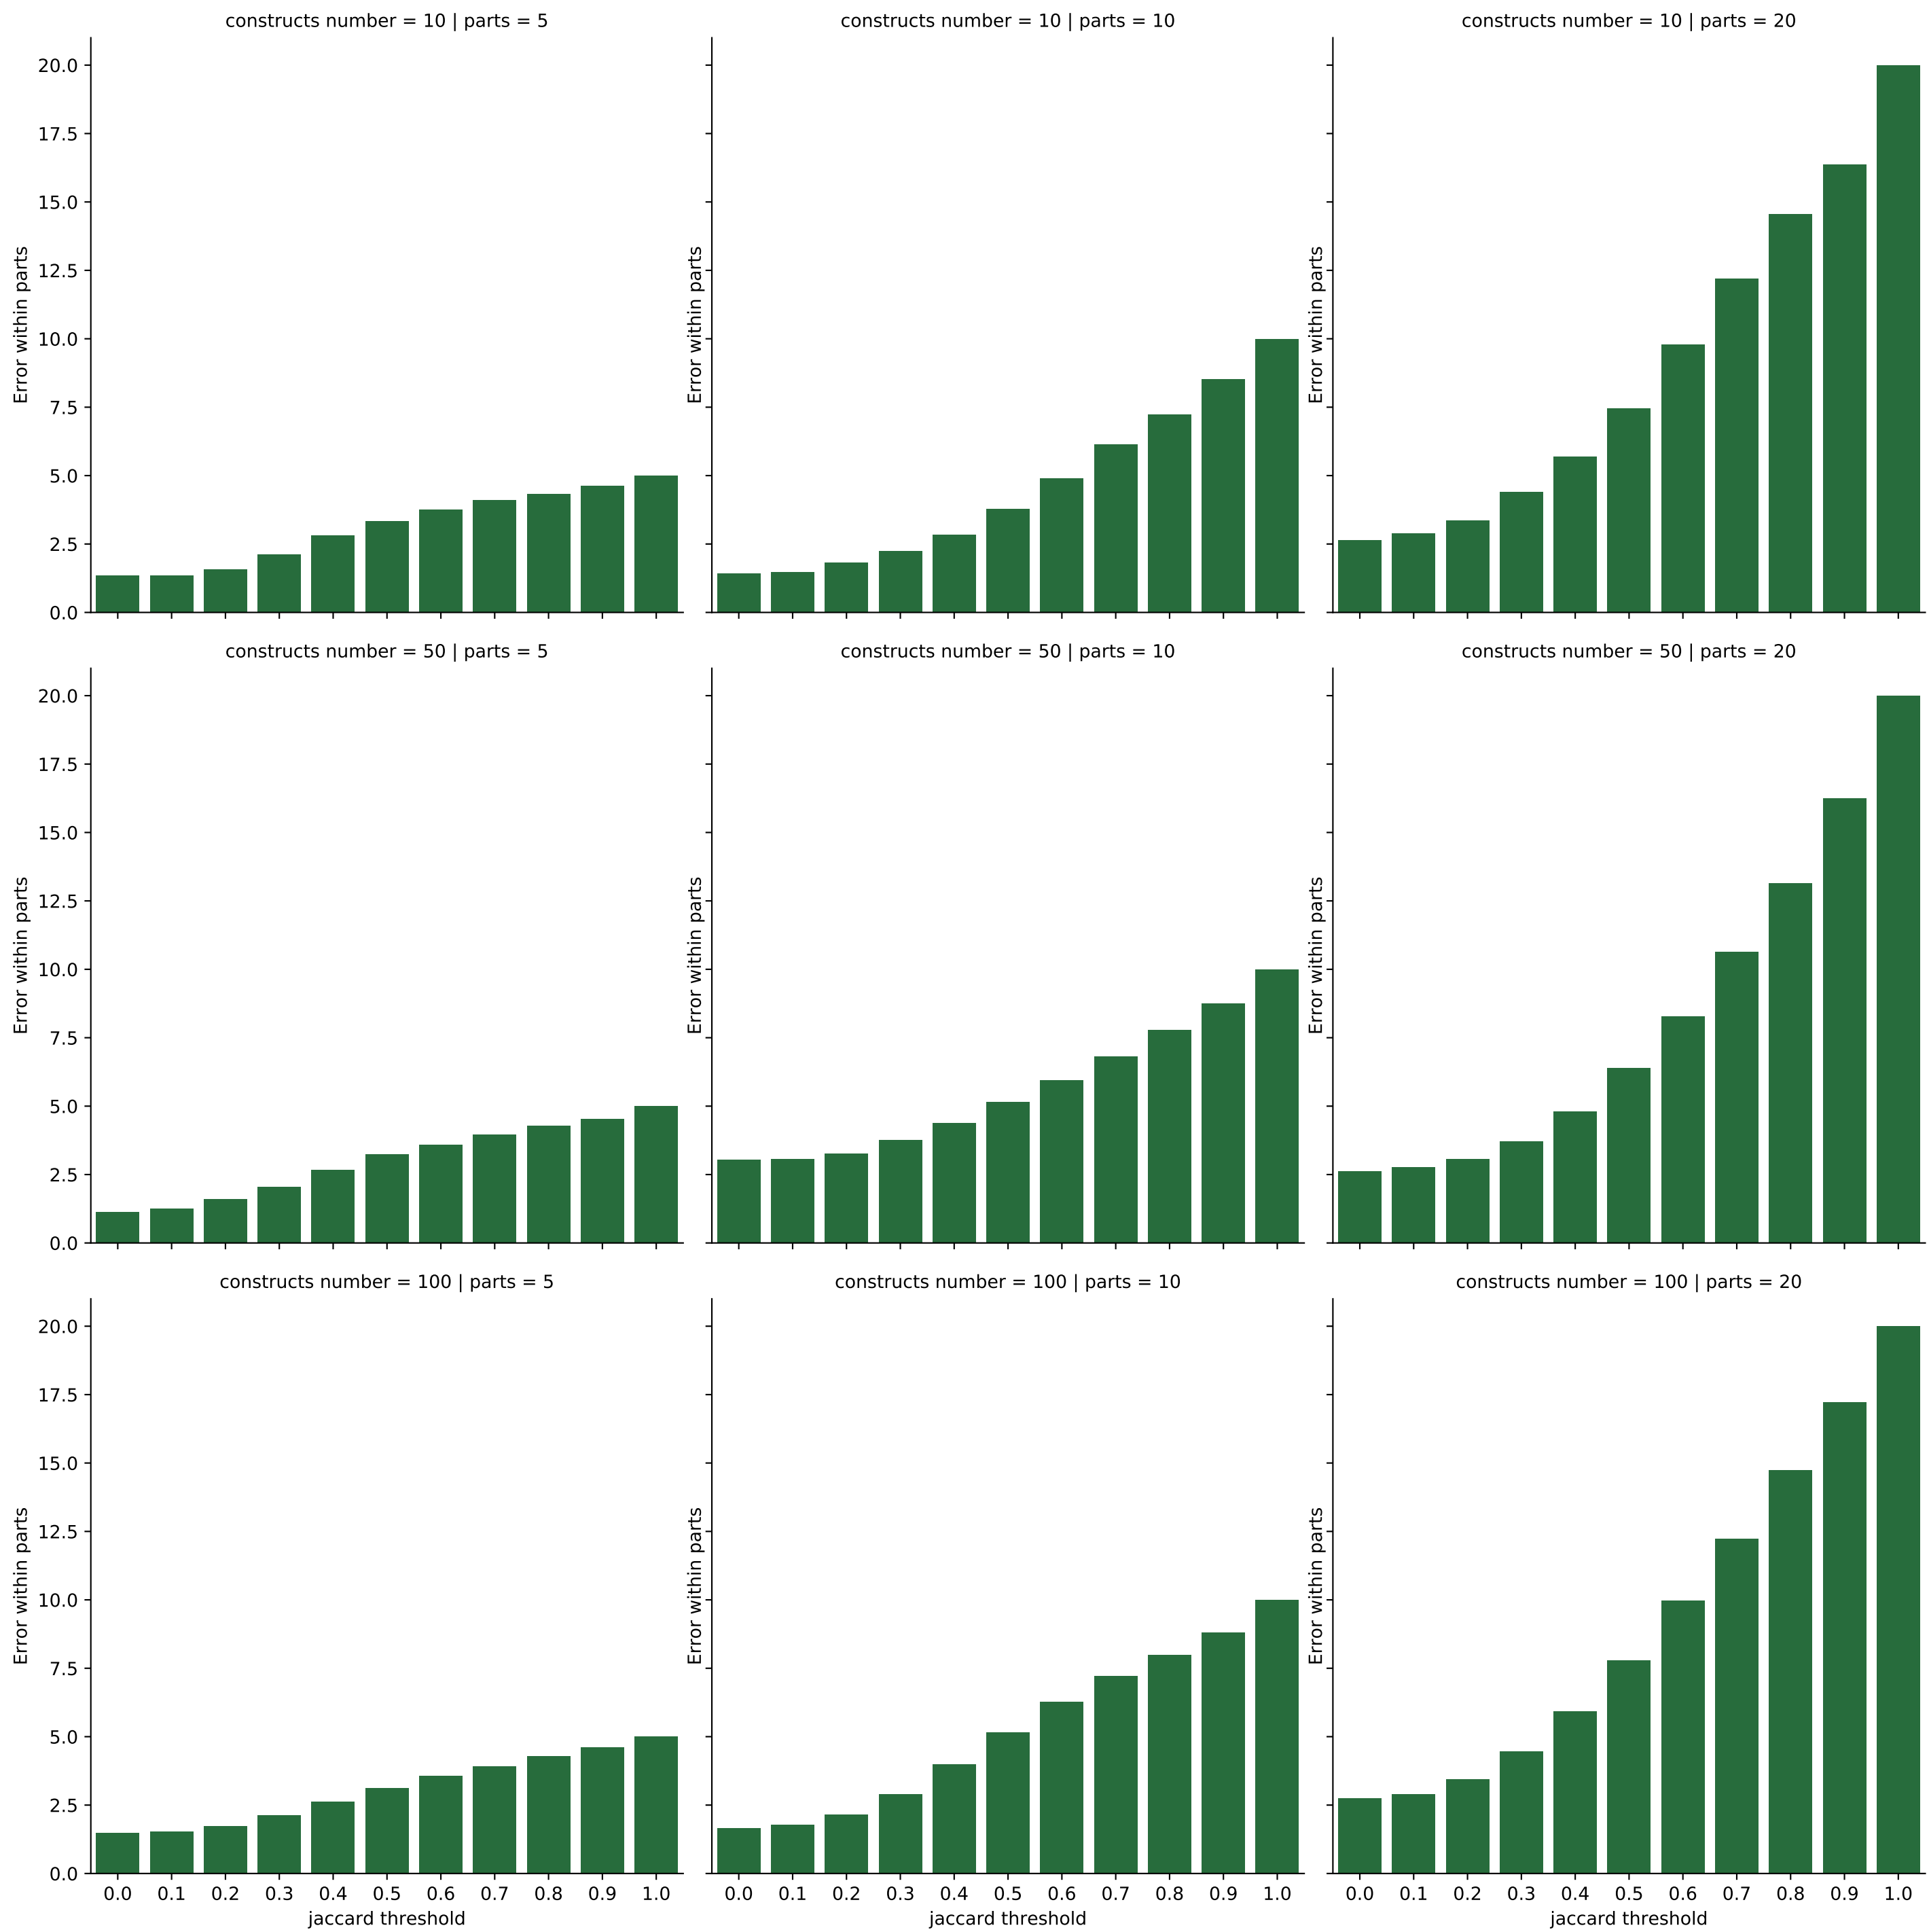 constructs number = 10 | parts = 5
constructs number = 10 | parts = 10
constructs number = 10 | parts = 20
Error within parts
20.0
17.5
15.0
12.5
10.0
7.5
5.0
2.5
0.0
Error within parts
Error within parts
constructs number = 50 | parts = 5
constructs number = 50 | parts = 10
constructs number = 50 | parts = 20
Error within parts
20.0
17.5
15.0
12.5
10.0
7.5
5.0
2.5
0.0
Error within parts
Error within parts
constructs number = 100 | parts = 5
constructs number = 100 | parts = 10
constructs number = 100 | parts = 20
Error within parts
20.0
17.5
15.0
12.5
10.0
7.5
5.0
2.5
0.0
Error within parts
Error within parts
0.0 0.1 0.2 0.3 0.4 0.5 0.6 0.7 0.8 0.9 1.0
jaccard threshold
0.0 0.1 0.2 0.3 0.4 0.5 0.6 0.7 0.8 0.9 1.0
jaccard threshold
0.0 0.1 0.2 0.3 0.4 0.5 0.6 0.7 0.8 0.9 1.0
jaccard threshold